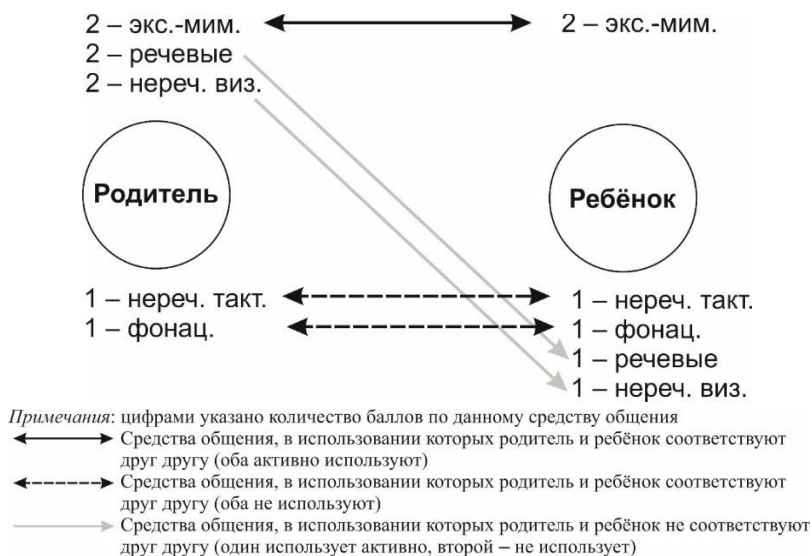 2 – экс.-мим.
2 – экс.-мим.
2 – речевые
2 – нереч. виз.
Родитель
Ребёнок
1 – нереч. такт.
1 – фонац.
1 – нереч. такт.
1 – фонац.
1 – речевые
1 – нереч. виз.
Примечания: цифрами указано количество баллов по данному средству общения
Средства общения, в использовании которых родитель и ребёнок соответствуют
друг другу (оба активно используют)
Средства общения, в использовании которых родитель и ребёнок соответствуют
друг другу (оба не используют)
Средства общения, в использовании которых родитель и ребёнок не соответствуют
друг другу (один использует активно, второй – не использует)